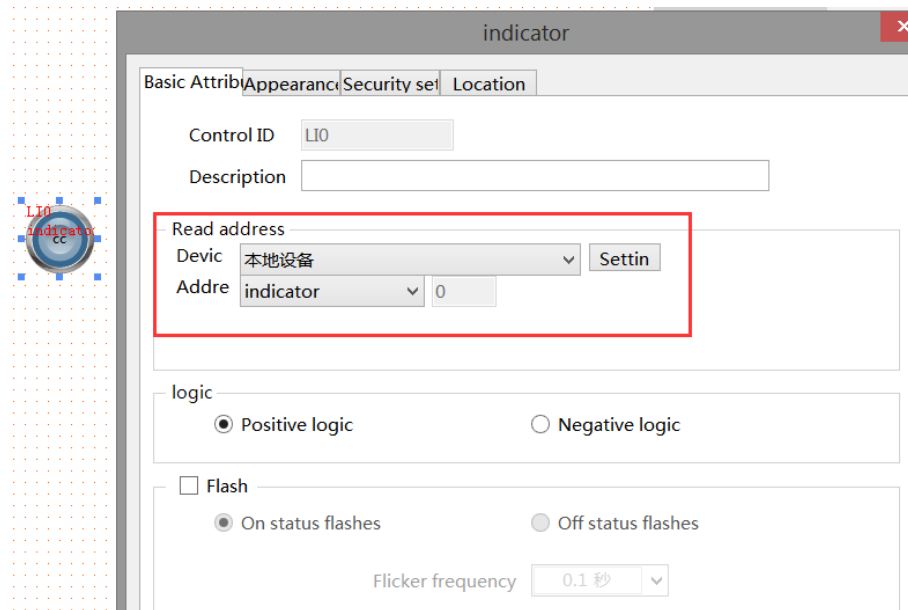 indicator
Basic Attribu
Appearance
Security set
Location
Control ID
LI0
Description
LI0
indicato
cc
Read address
Devic
本地设备
Settin
Addre
indicator
0
logic
Positive logic
Negative logic
Flash
On status flashes
Off status flashes
Flicker frequency
0.1 秒